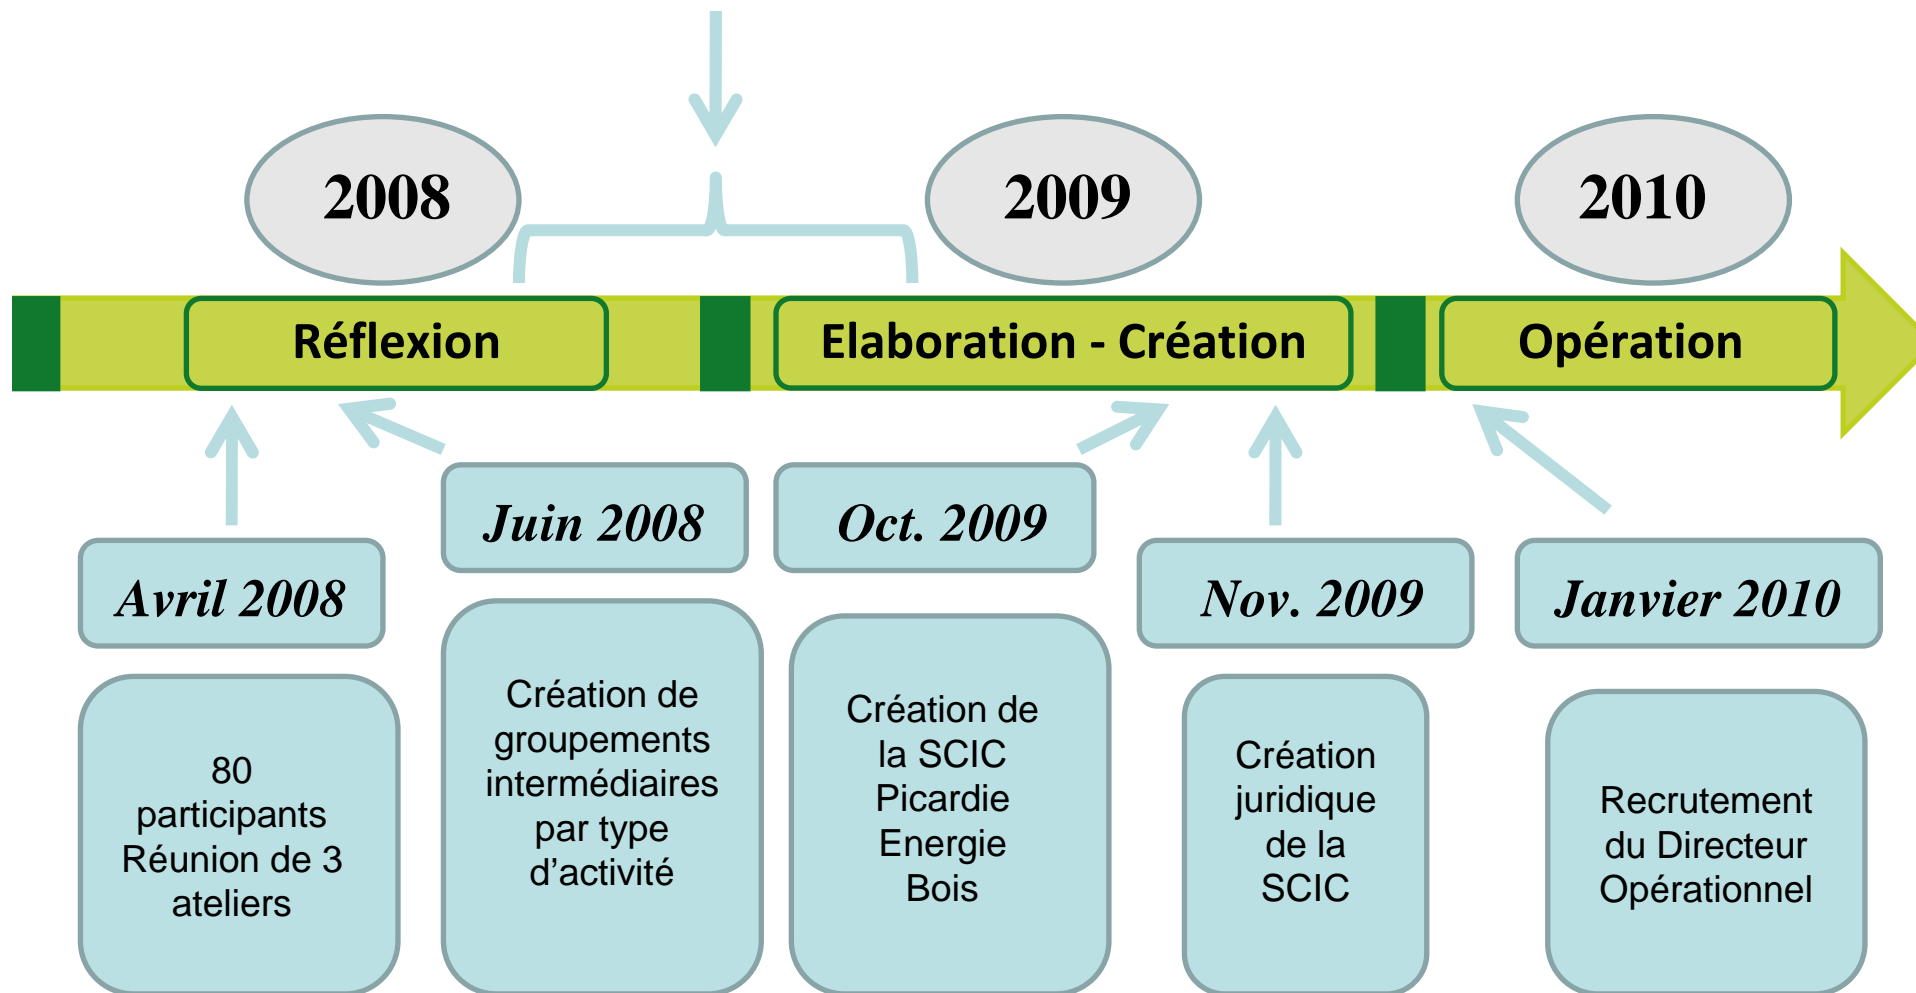 2008
2009
2010
Réflexion
Elaboration - Création
Opération
Avril 2008
80
participants
Réunion de 3
ateliers
Juin 2008
Création de
groupements
intermédiaires
par type
d’activité
Oct. 2009
Création de
la SCIC
Picardie
Energie
Bois
Nov. 2009
Création
juridique
de la
SCIC
Janvier 2010
Recrutement
du Directeur
Opérationnel